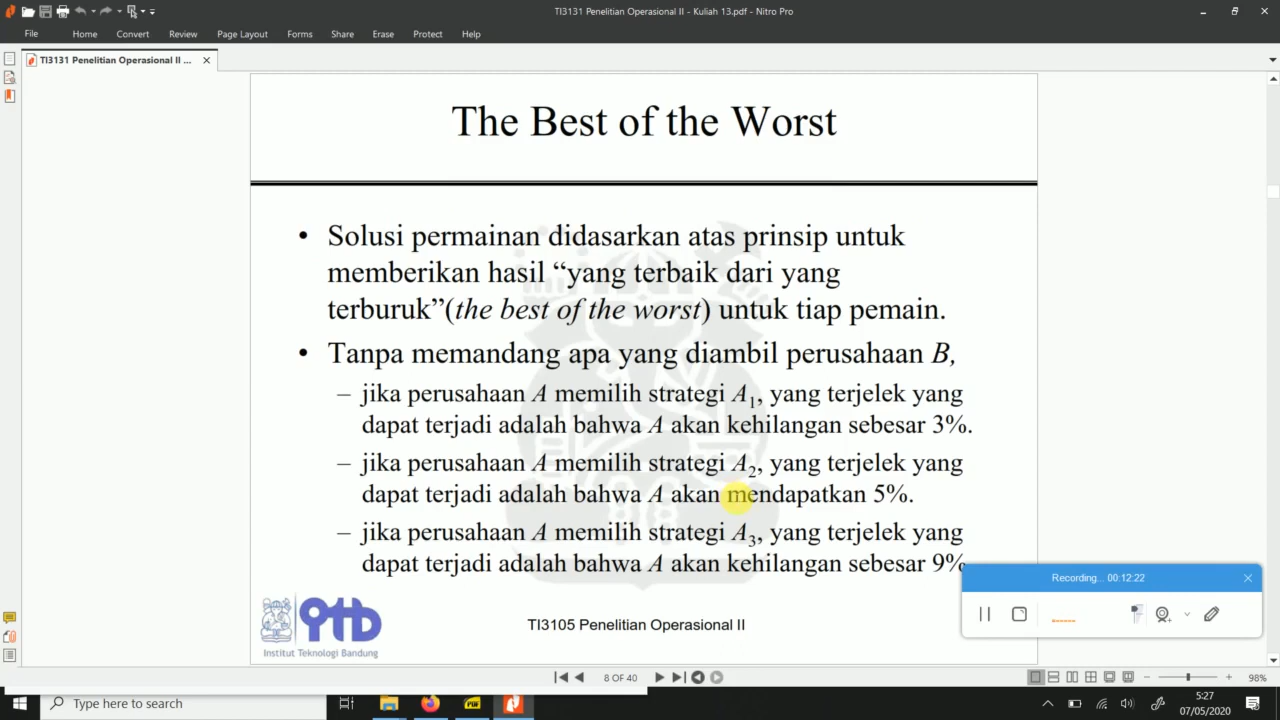 TI3131 Penelitian Operasional II - Kuliah 13.pdf - Nitro Pro
File Home Convert Review Page Layout Forms Share Erase Protect Help
TI3131 Penelitian Operasional II ...
The Best of the Worst
• Solusi permainan didasarkan atas prinsip untuk
memberikan hasil “yang terbaik dari yang
terburuk”(the best of the worst) untuk tiap pemain.
• Tanpa memandang apa yang diambil perusahaan B,
– jika perusahaan A memilih strategi A1, yang terjelek yang
dapat terjadi adalah bahwa A akan kehilangan sebesar 3%.
– jika perusahaan A memilih strategi A2, yang terjelek yang
dapat terjadi adalah bahwa A akan mendapatkan 5%.
– jika perusahaan A memilih strategi A3, yang terjelek yang
dapat terjadi adalah bahwa A akan kehilangan sebesar 9%
Recording... 00:12:22
Institut Teknologi Bandung
TI3105 Penelitian Operasional II
8 OF 40
98%
Type here to search
PDF
5:27
07/05/2020